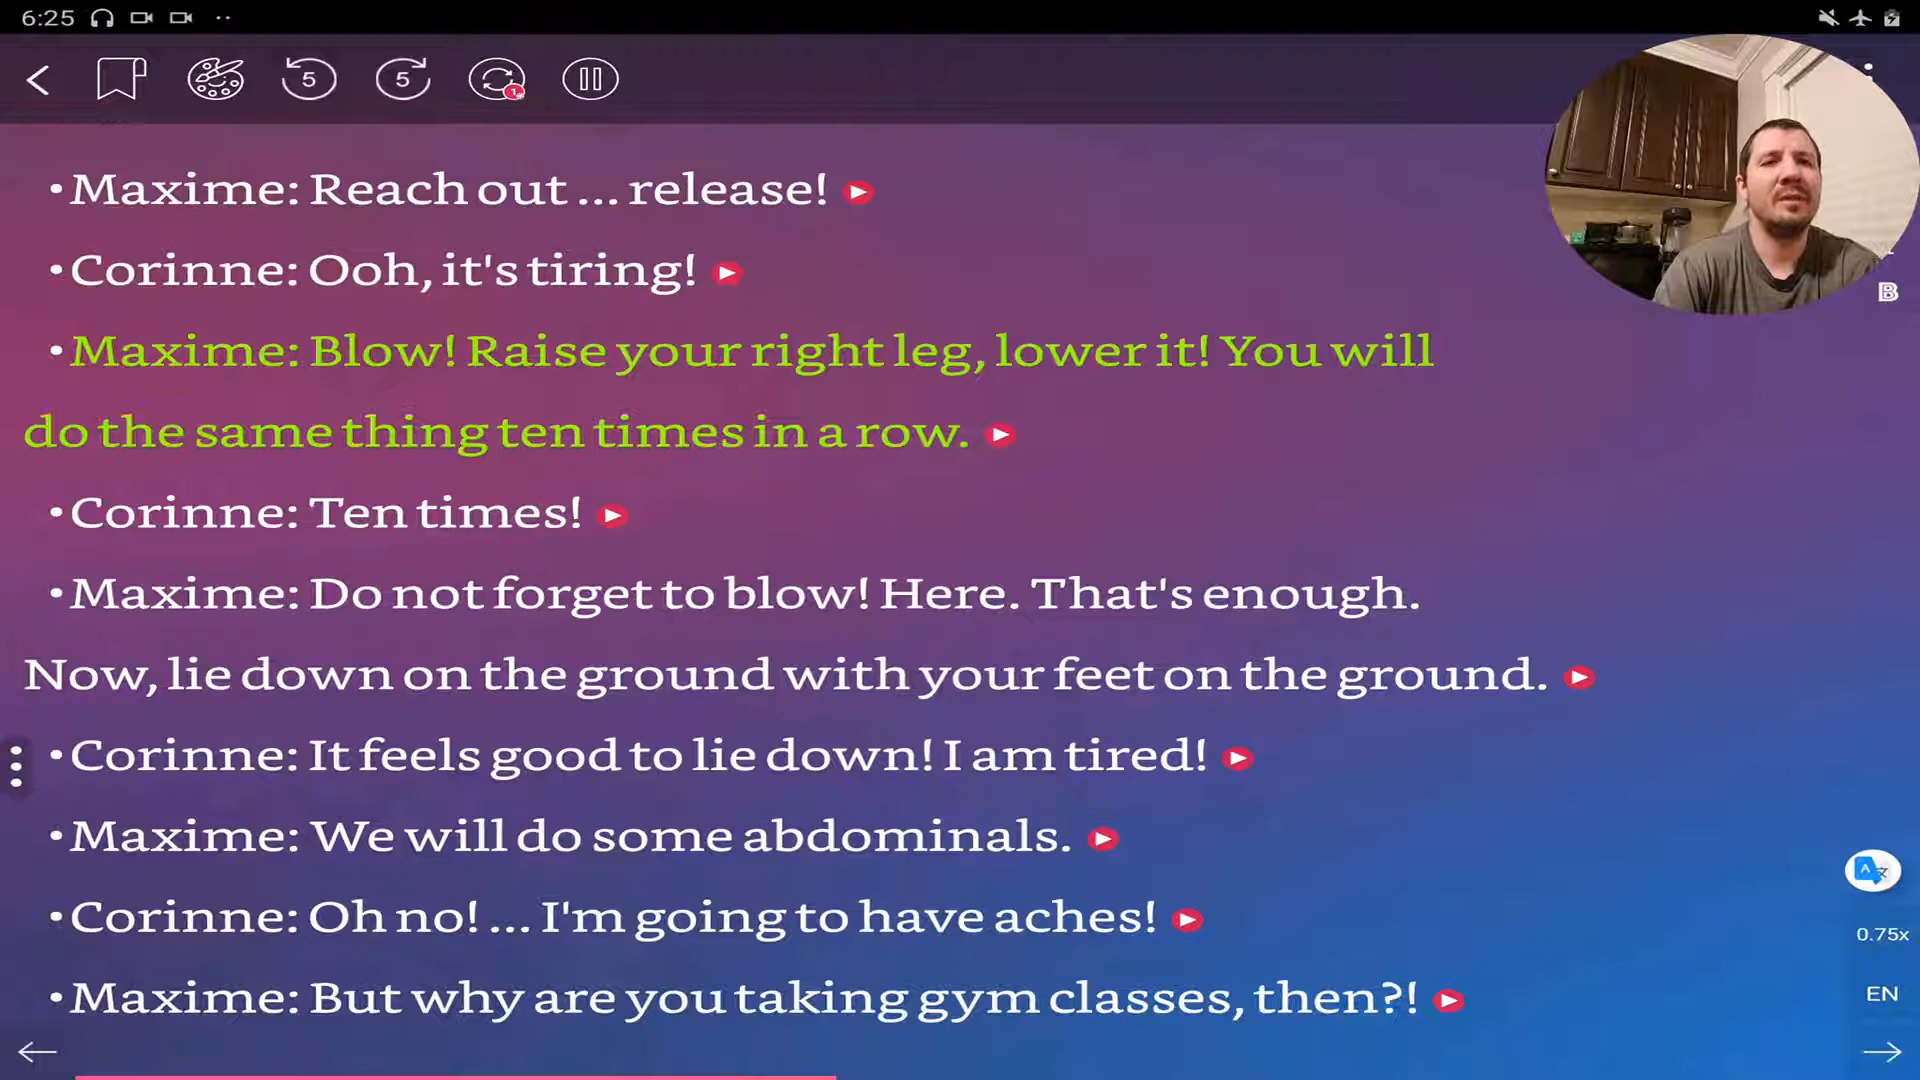 6:25
5 5 1
• Maxime: Reach out ... release!
• Corinne: Ooh, it's tiring!
B
• Maxime: Blow! Raise your right leg, lower it! You will
do the same thing ten times in a row.
• Corinne: Ten times!
• Maxime: Do not forget to blow! Here. That's enough.
Now, lie down on the ground with your feet on the ground.
• Corinne: It feels good to lie down! I am tired!
• Maxime: We will do some abdominals.
A 文
• Corinne: Oh no! ... I'm going to have aches!
0.75x
• Maxime: But why are you taking gym classes, then?!
EN